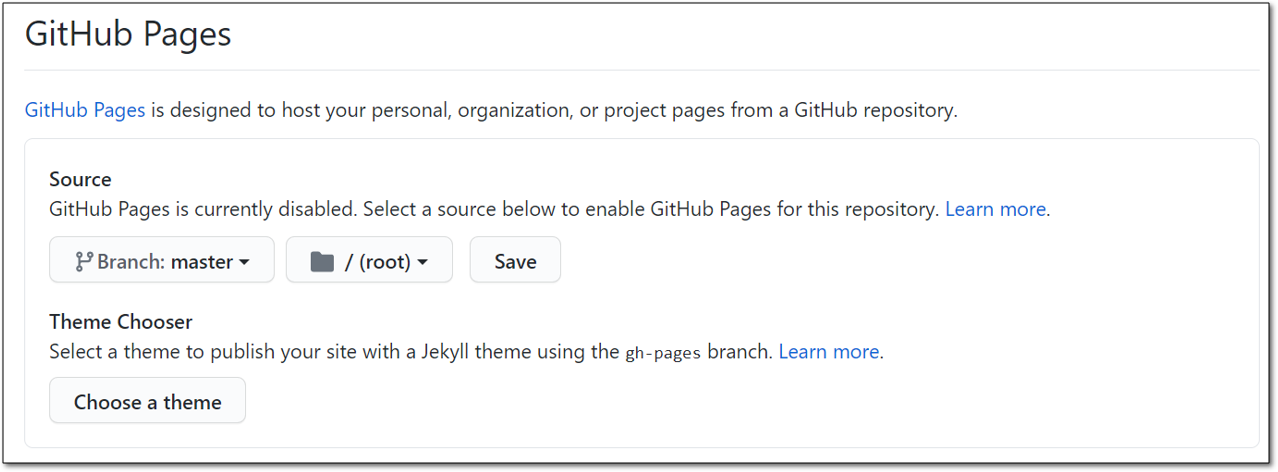 GitHub Pages
GitHub Pages is designed to host your personal, organization, or project pages from a GitHub repository.
Source
GitHub Pages is currently disabled. Select a source below to enable GitHub Pages for this repository. Learn more.
Branch: master / (root) Save
Theme Chooser
Select a theme to publish your site with a Jekyll theme using the gh-pages branch. Learn more.
Choose a theme